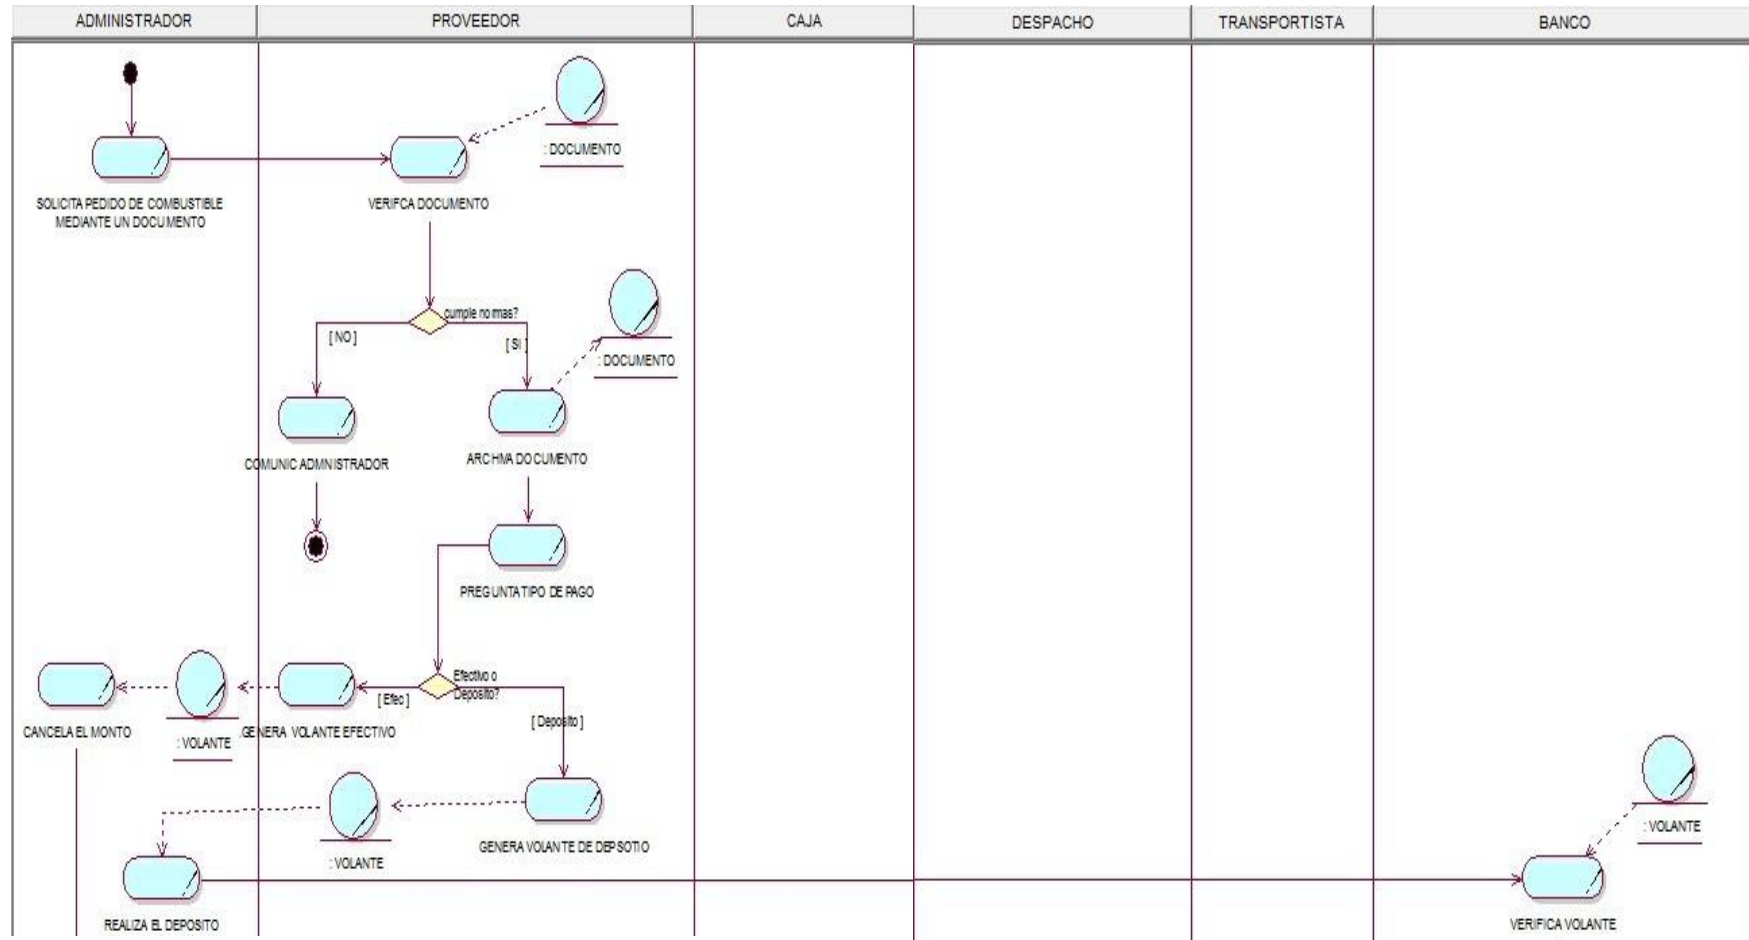 ADMINISTRADOR
PROVEEDOR
CAJA
DESPACHO
TRANSPORTISTA
BANCO
: DOCUMENTO
SOLICITA PEDIDO DE COMBUSTIBLE
MEDIANTE UN DOCUMENTO
VERIFCA DOCUMENTO
cumple normas?
[ NO ]
[ SI ]
: DOCUMENTO
COMUNIC ADMNISTRADOR
ARCHIVA DOCUMENTO
PREGUNTA TIPO DE PAGO
Efectivo o
Deposito?
[ Efec ]
[ Deposito ]
CANCELA EL MONTO
: VOLANTE
GENERA VOLANTE EFECTIVO
: VOLANTE
GENERA VOLANTE DE DEPSOTIO
: VOLANTE
REALIZA EL DEPOSITO
VERIFICA VOLANTE